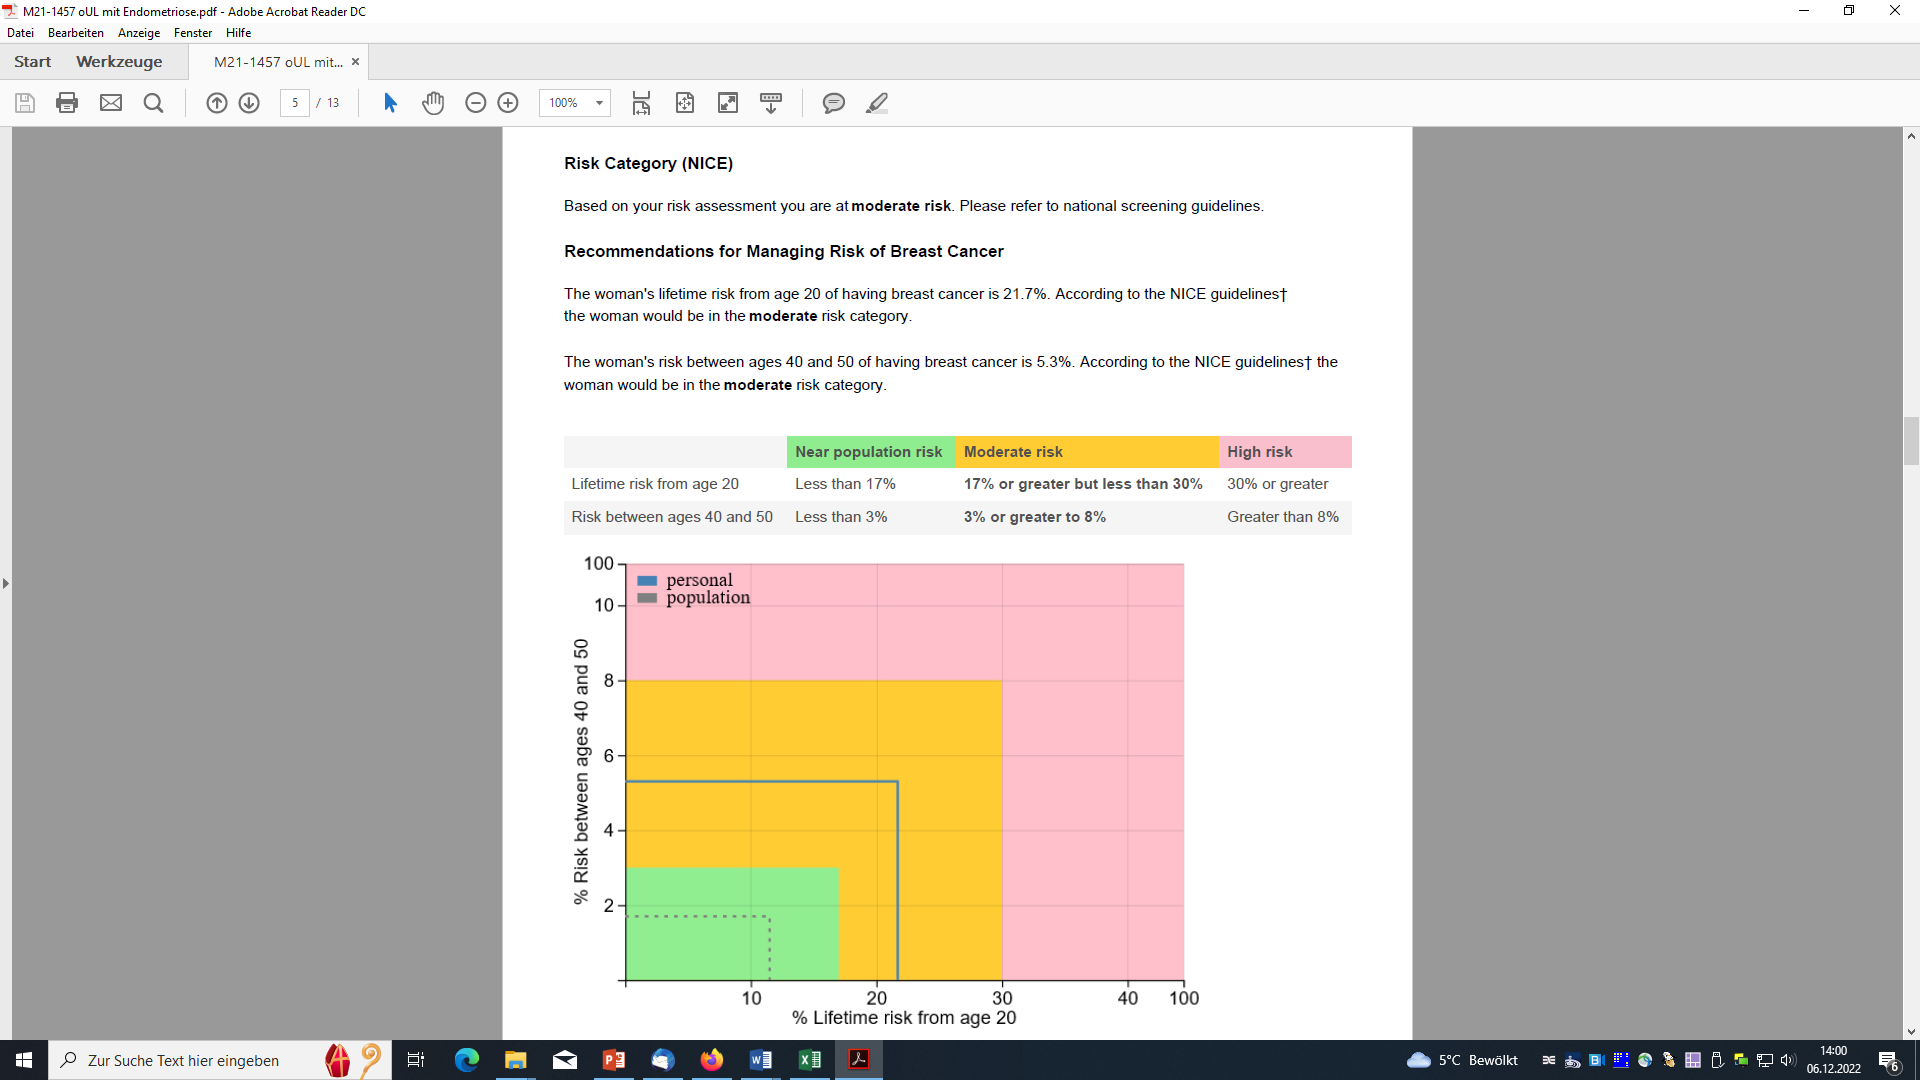 M21-1457 oUL mit Endometriose.pdf - Adobe Acrobat Reader DC
Datei Bearbeiten Anzeige Fenster Hilfe
Start Werkzeuge M21-1457 oUL mit... ×
5 / 13 100%
Risk Category (NICE)
Based on your risk assessment you are at moderate risk. Please refer to national screening guidelines.
Recommendations for Managing Risk of Breast Cancer
The woman's lifetime risk from age 20 of having breast cancer is 21.7%. According to the NICE guidelines†
the woman would be in the moderate risk category.
The woman's risk between ages 40 and 50 of having breast cancer is 5.3%. According to the NICE guidelines† the
woman would be in the moderate risk category.
Near population risk Moderate risk High risk
Lifetime risk from age 20 Less than 17% 17% or greater but less than 30% 30% or greater
Risk between ages 40 and 50 Less than 3% 3% or greater to 8% Greater than 8%
personal
population
% Risk between ages 40 and 50
100
10
8
6
4
2
10 20 30 40 100
% Lifetime risk from age 20
Zur Suche Text hier eingeben
5°C Bewölkt
14:00
06.12.2022
6